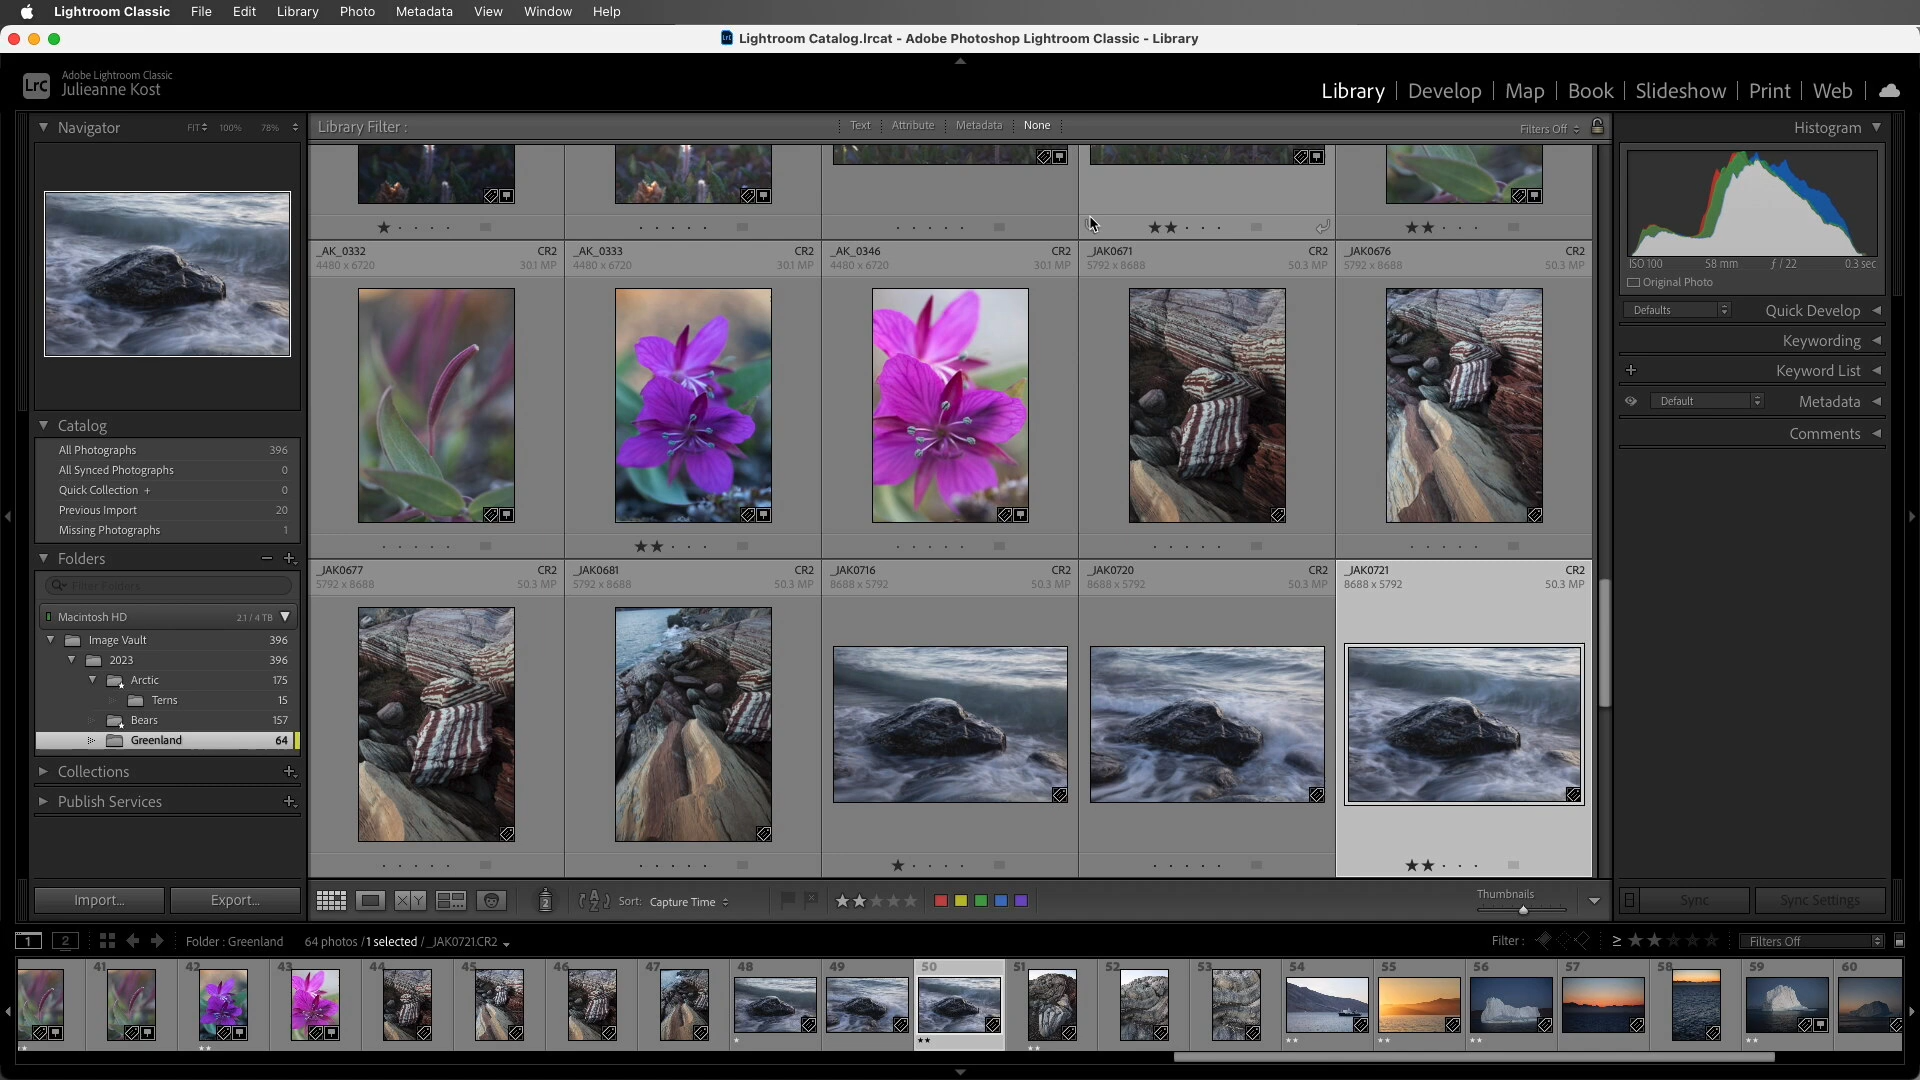 Lightroom Classic File Edit Library Photo Metadata View Window Help
Lightroom Catalog.lrcat - Adobe Photoshop Lightroom Classic - Library
LrC
Adobe Lightroom Classic
Julieanne Kost
Library | Develop | Map | Book | Slideshow | Print | Web
Navigator FIT 100% 78%
Library Filter : Text Attribute Metadata None Filters Off
Histogram
ISO 100 58 mm f / 22 0.3 sec
Original Photo
Defaults Quick Develop
Keywording
+ Keyword List
Default Metadata
Comments
_AK_0332 CR2
4480 x 6720 30.1 MP
_AK_0333 CR2
4480 x 6720 30.1 MP
_AK_0346 CR2
4480 x 6720 30.1 MP
_JAK0671 CR2
5792 x 8688 50.3 MP
_JAK0676 CR2
5792 x 8688 50.3 MP
Catalog
All Photographs 396
All Synced Photographs 0
Quick Collection + 0
Previous Import 20
Missing Photographs 1
Folders
Filter Folders
Macintosh HD 2.1 / 4 TB
Image Vault 396
2023 396
Arctic 175
Terns 15
Bears 157
Greenland 64
Collections
Publish Services
_JAK0677 CR2
5792 x 8688 50.3 MP
_JAK0681 CR2
5792 x 8688 50.3 MP
_JAK0716 CR2
8688 x 5792 50.3 MP
_JAK0720 CR2
8688 x 5792 50.3 MP
_JAK0721 CR2
8688 x 5792 50.3 MP
Import... Export...
XY 2 Sort: Capture Time Thumbnails
Sync Sync Settings
1 2 Folder : Greenland 64 photos / 1 selected / _JAK0721.CR2 Filter : ≥ Filters Off
41 42 43 44 45 46 47 48 49 50 51 52 53 54 55 56 57 58 59 60